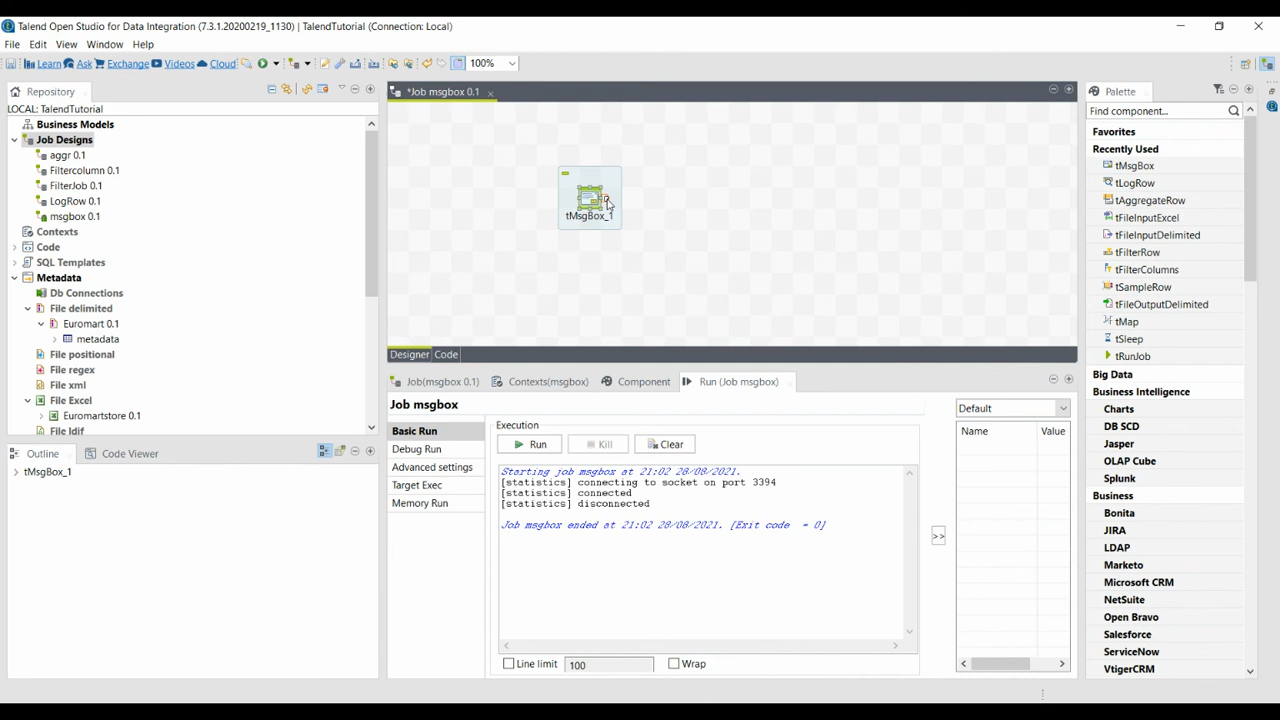 Talend Open Studio for Data Integration (7.3.1.20200219_1130) | TalendTutorial (Connection: Local)
File Edit View Window Help
Learn Ask Exchange Videos Cloud 100%
Repository
LOCAL: TalendTutorial
Business Models
Job Designs
aggr 0.1
Filtercolumn 0.1
FilterJob 0.1
LogRow 0.1
msgbox 0.1
Contexts
Code
SQL Templates
Metadata
Db Connections
File delimited
Euromart 0.1
metadata
File positional
File regex
File xml
File Excel
Euromartstore 0.1
File ldif
Outline Code Viewer
tMsgBox_1
*Job msgbox 0.1
tMsgBox_1
Designer Code
Job(msgbox 0.1) Contexts(msgbox) Component Run (Job msgbox)
Job msgbox
Basic Run
Debug Run
Advanced settings
Target Exec
Memory Run
Execution
Run Kill Clear
Starting job msgbox at 21:02 28/08/2021.
[statistics] connecting to socket on port 3394
[statistics] connected
[statistics] disconnected
Job msgbox ended at 21:02 28/08/2021. [Exit code = 0]
Line limit 100 Wrap
>>
Default
Name Value
Palette
Find component...
Favorites
Recently Used
tMsgBox
tLogRow
tAggregateRow
tFileInputExcel
tFileInputDelimited
tFilterRow
tFilterColumns
tSampleRow
tFileOutputDelimited
tMap
tSleep
tRunJob
Big Data
Business Intelligence
Charts
DB SCD
Jasper
OLAP Cube
Splunk
Business
Bonita
JIRA
LDAP
Marketo
Microsoft CRM
NetSuite
Open Bravo
Salesforce
ServiceNow
VtigerCRM